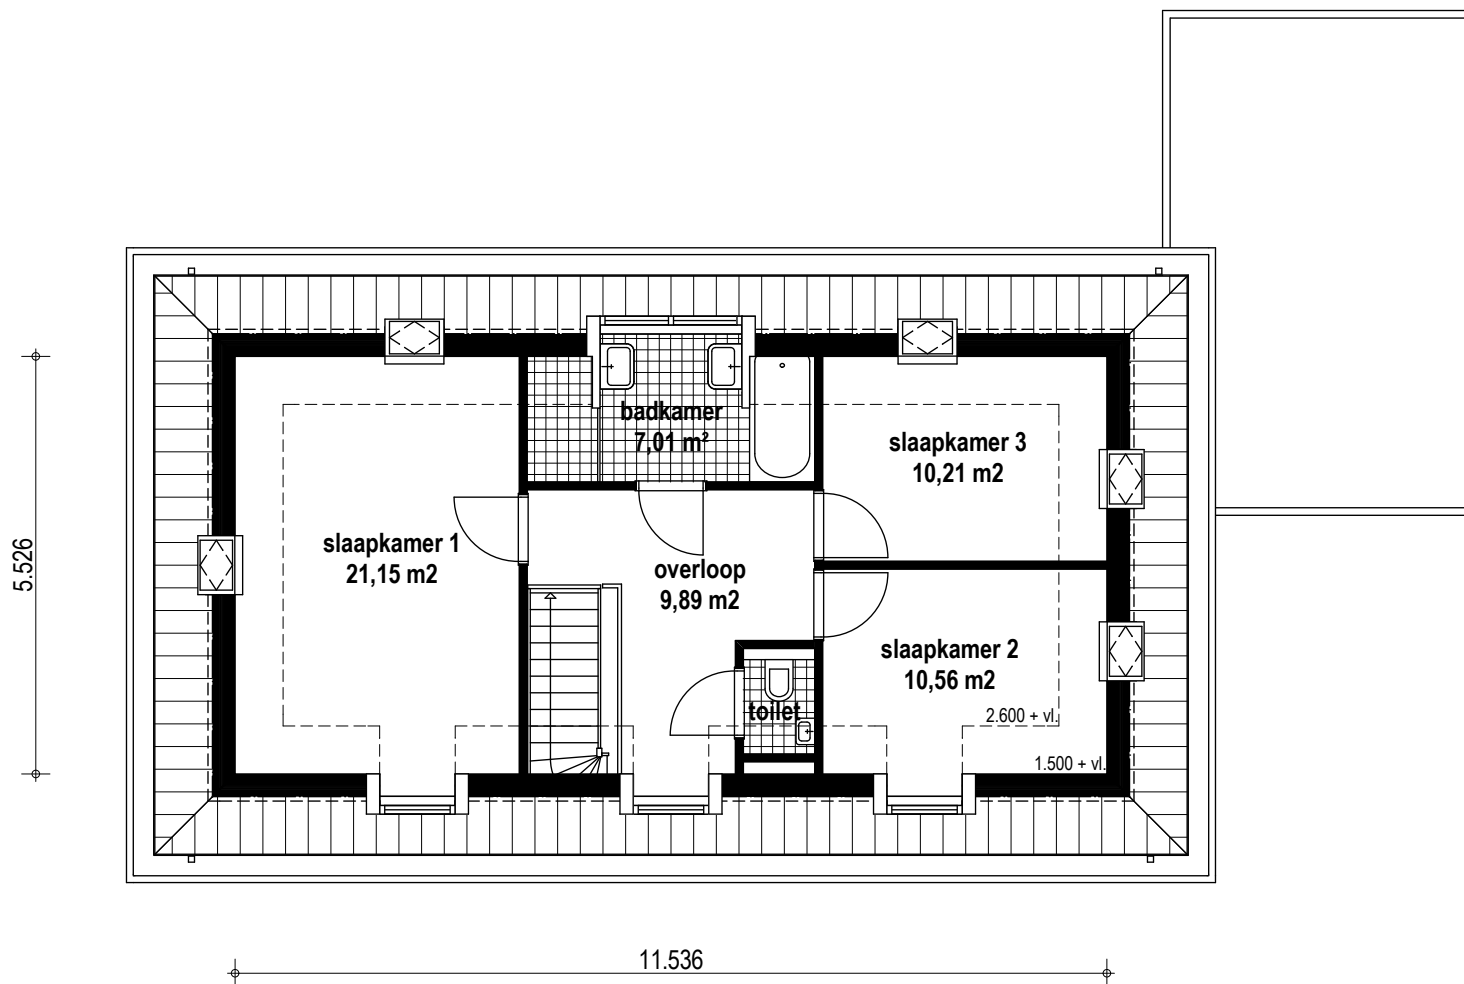 badkamer
7,01 m²
slaapkamer 3
10,21 m2
slaapkamer 1
21,15 m2
overloop
9,89 m2
slaapkamer 2
10,56 m2
toilet
2.600 + vl.
1.500 + vl.
5.526
11.536